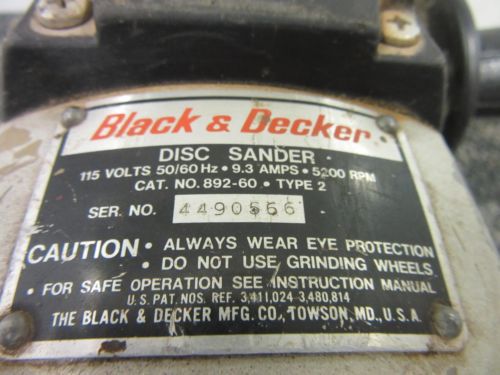 Black & Decker
DISC SANDER
115 VOLTS 50/60 Hz • 9.3 AMPS • 5200 RPM
CAT. NO. 892-60 • TYPE 2
SER. NO. 4490566
CAUTION • ALWAYS WEAR EYE PROTECTION
• DO NOT USE GRINDING WHEELS
• FOR SAFE OPERATION SEE INSTRUCTION MANUAL
U.S. PAT. NOS. REF. 3,411,024 3,480,814
THE BLACK & DECKER MFG. CO., TOWSON, MD., U.S.A.